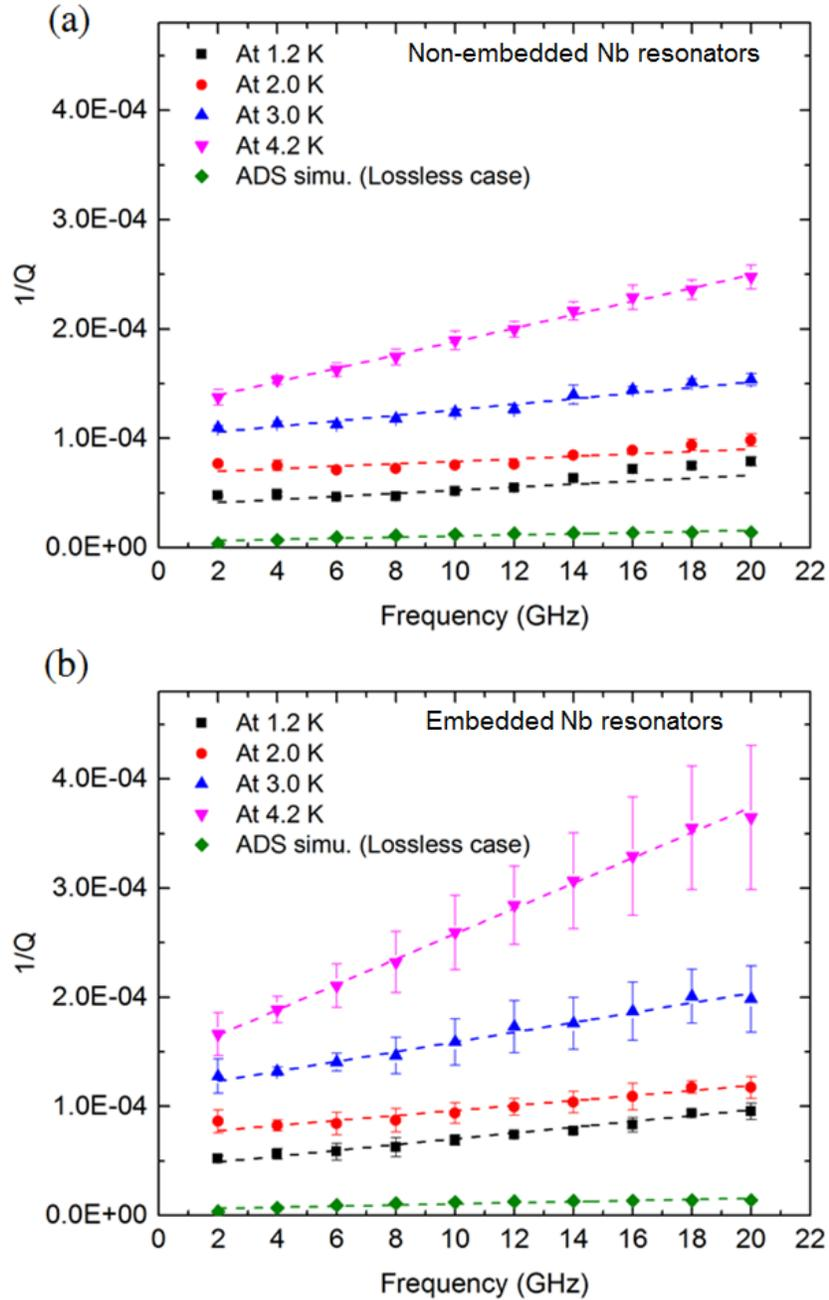 (a)
Non-embedded Nb resonators
At 1.2 K
At 2.0 K
At 3.0 K
At 4.2 K
ADS simu. (Lossless case)
4.0E-04
3.0E-04
2.0E-04
1.0E-04
0.0E+00
1/Q
0 2 4 6 8 10 12 14 16 18 20 22
Frequency (GHz)
(b)
Embedded Nb resonators
At 1.2 K
At 2.0 K
At 3.0 K
At 4.2 K
ADS simu. (Lossless case)
4.0E-04
3.0E-04
2.0E-04
1.0E-04
0.0E+00
1/Q
0 2 4 6 8 10 12 14 16 18 20 22
Frequency (GHz)